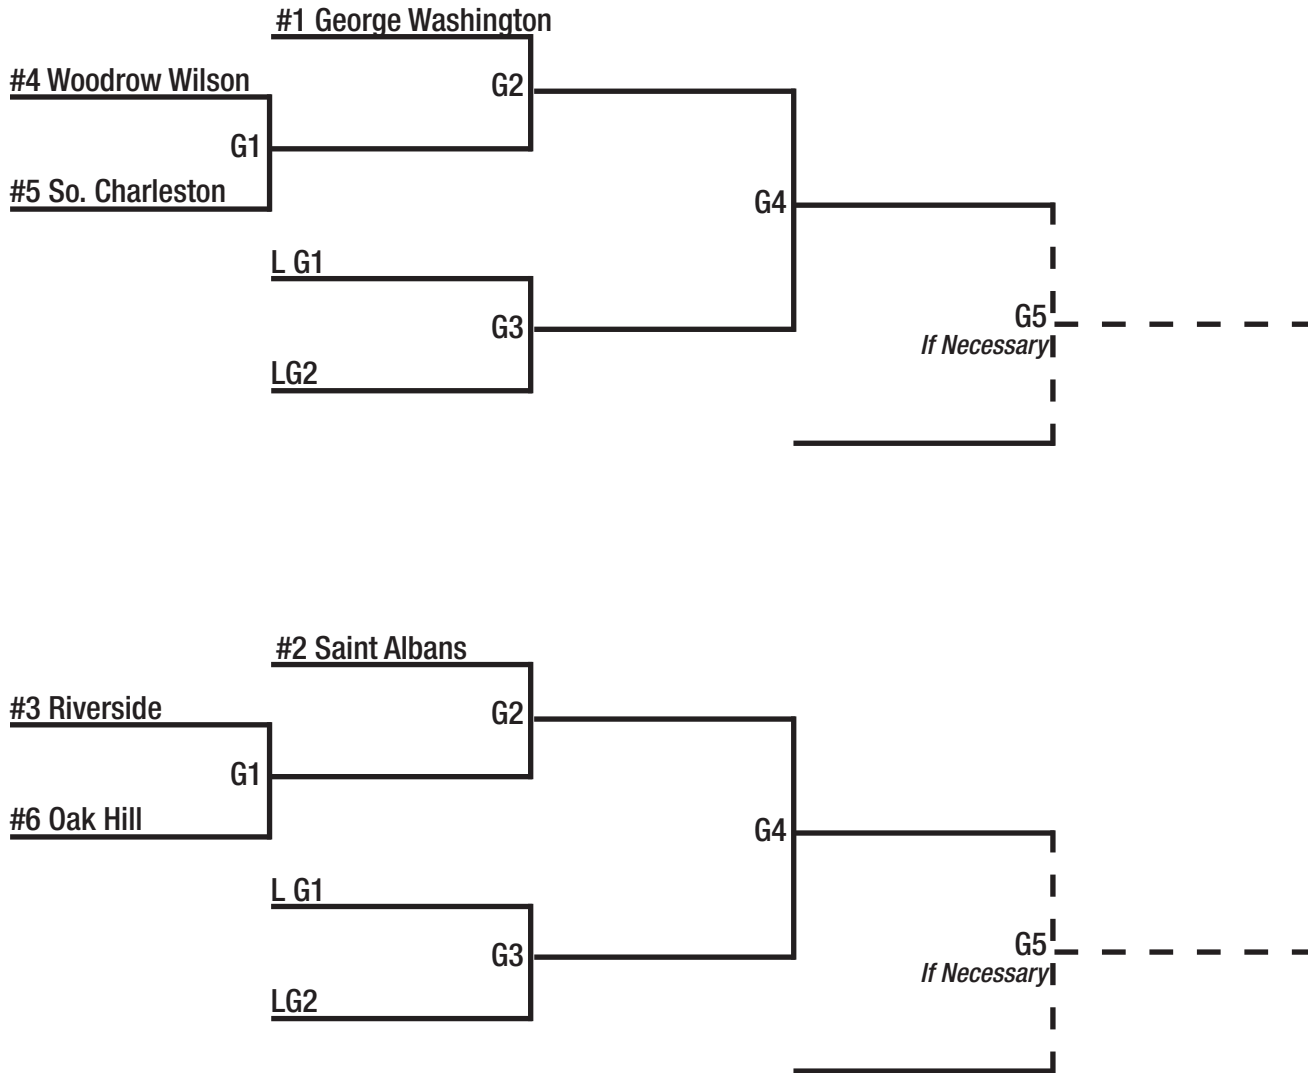 #1 George Washington
#4 Woodrow Wilson
G2
G1
#5 So. Charleston
G4
L G1
G3
G5
If Necessary
LG2
#2 Saint Albans
#3 Riverside
G2
G1
#6 Oak Hill
G4
L G1
G3
G5
If Necessary
LG2